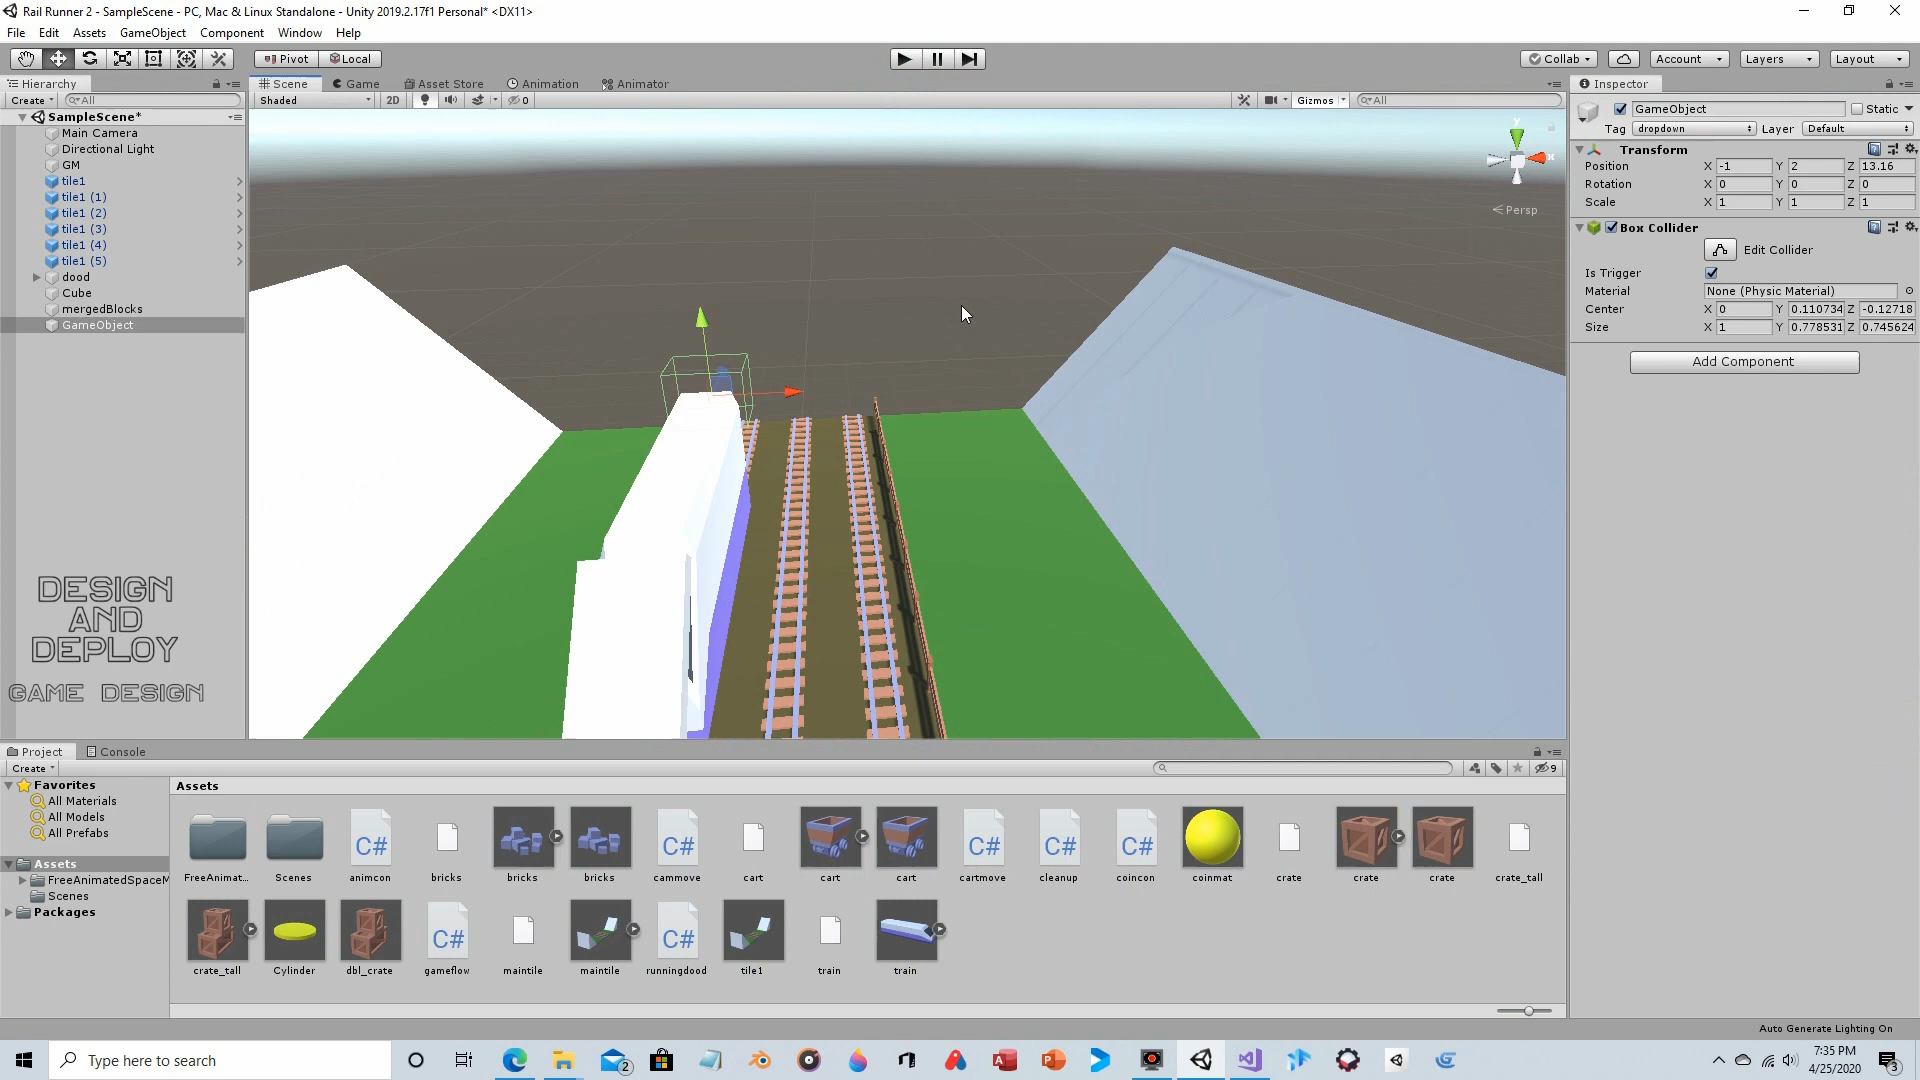 Rail Runner 2 - SampleScene - PC, Mac & Linux Standalone - Unity 2019.2.17f1 Personal* <DX11>
File Edit Assets GameObject Component Window Help
Pivot Local Collab Account Layers Layout
Hierarchy
Create All
SampleScene*
Main Camera
Directional Light
GM
tile1
tile1 (1)
tile1 (2)
tile1 (3)
tile1 (4)
tile1 (5)
dood
Cube
mergedBlocks
GameObject
DESIGN
AND
DEPLOY
GAME DESIGN
Scene Game Asset Store Animation Animator
Shaded 2D 0 Gizmos All
y
x
Persp
Inspector
GameObject Static
Tag dropdown Layer Default
Transform
Position X -1 Y 2 Z 13.16
Rotation X 0 Y 0 Z 0
Scale X 1 Y 1 Z 1
Box Collider
Edit Collider
Is Trigger
Material None (Physic Material)
Center X 0 Y 0.110734 Z -0.12718
Size X 1 Y 0.778531 Z 0.745624
Add Component
Project Console
Create 9
Favorites
All Materials
All Models
All Prefabs
Assets
FreeAnimatedSpaceM
Scenes
Packages
Assets
C# C# C# C# C#
FreeAnimat... Scenes animcon bricks bricks bricks cammove cart cart cart cartmove cleanup coincon coinmat crate crate crate crate_tall
C# C#
crate_tall Cylinder dbl_crate gameflow maintile maintile runningdood tile1 train train
Auto Generate Lighting On
Type here to search
2
7:35 PM
4/25/2020
3